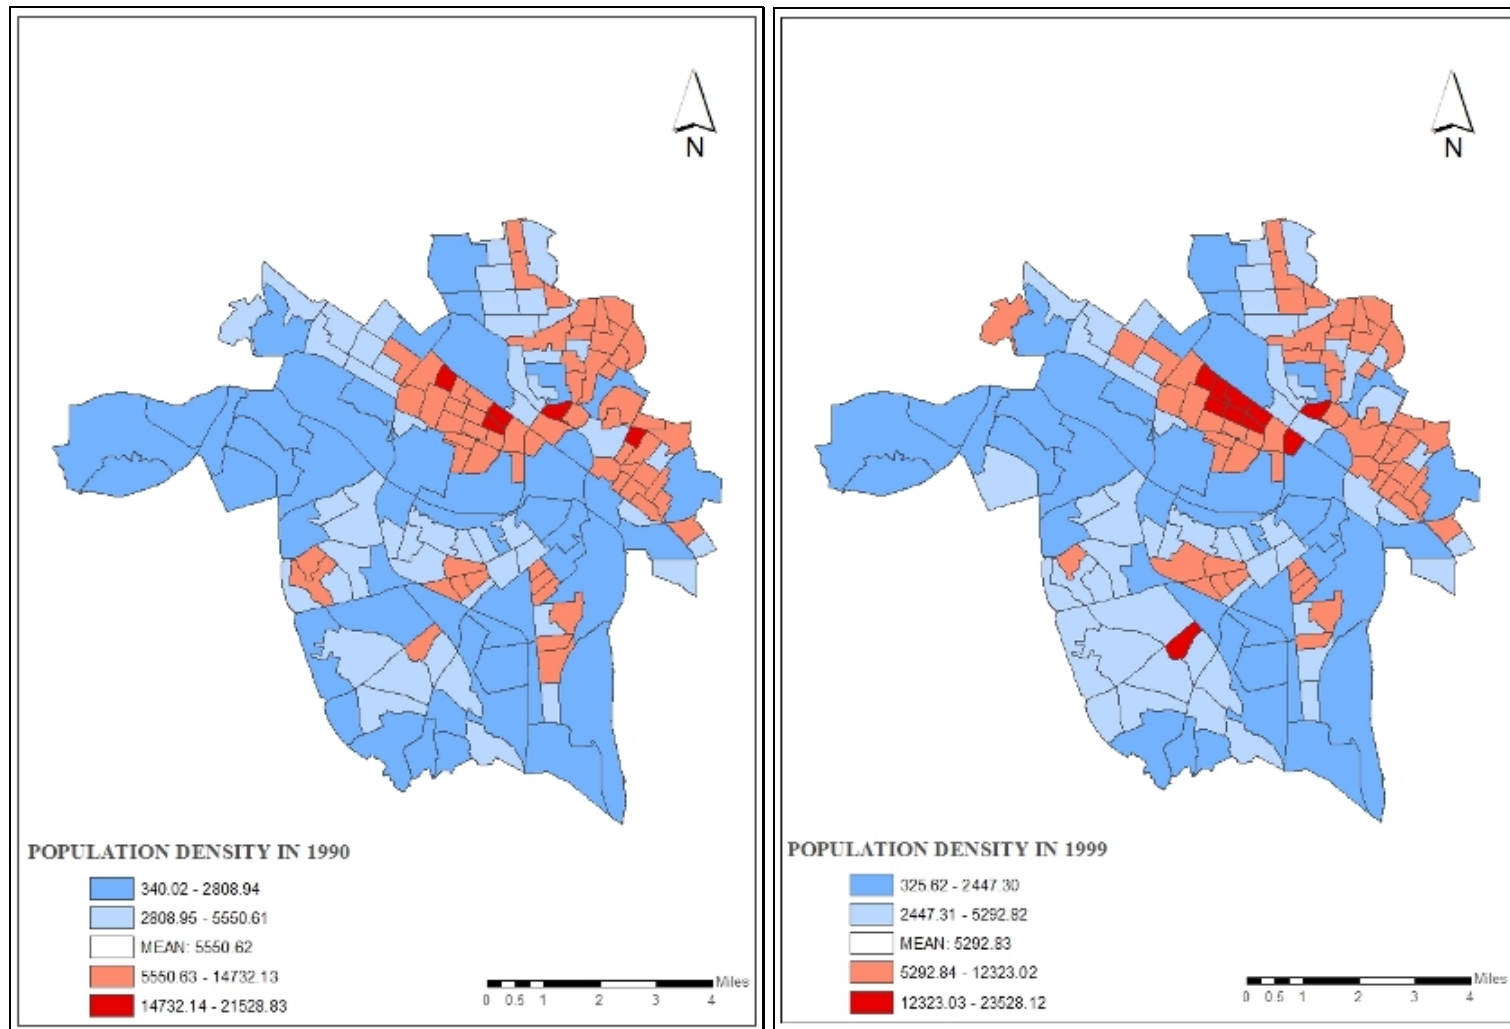 N
POPULATION DENSITY IN 1990
340.02 - 2808.94
2808.95 - 5550.61
MEAN: 5550.62
5550.63 - 14732.13
14732.14 - 21528.83
Miles
0 0.5 1 2 3 4
N
POPULATION DENSITY IN 1999
325.62 - 2447.30
2447.31 - 5292.82
MEAN: 5292.83
5292.84 - 12323.02
12323.03 - 23528.12
Miles
0 0.5 1 2 3 4